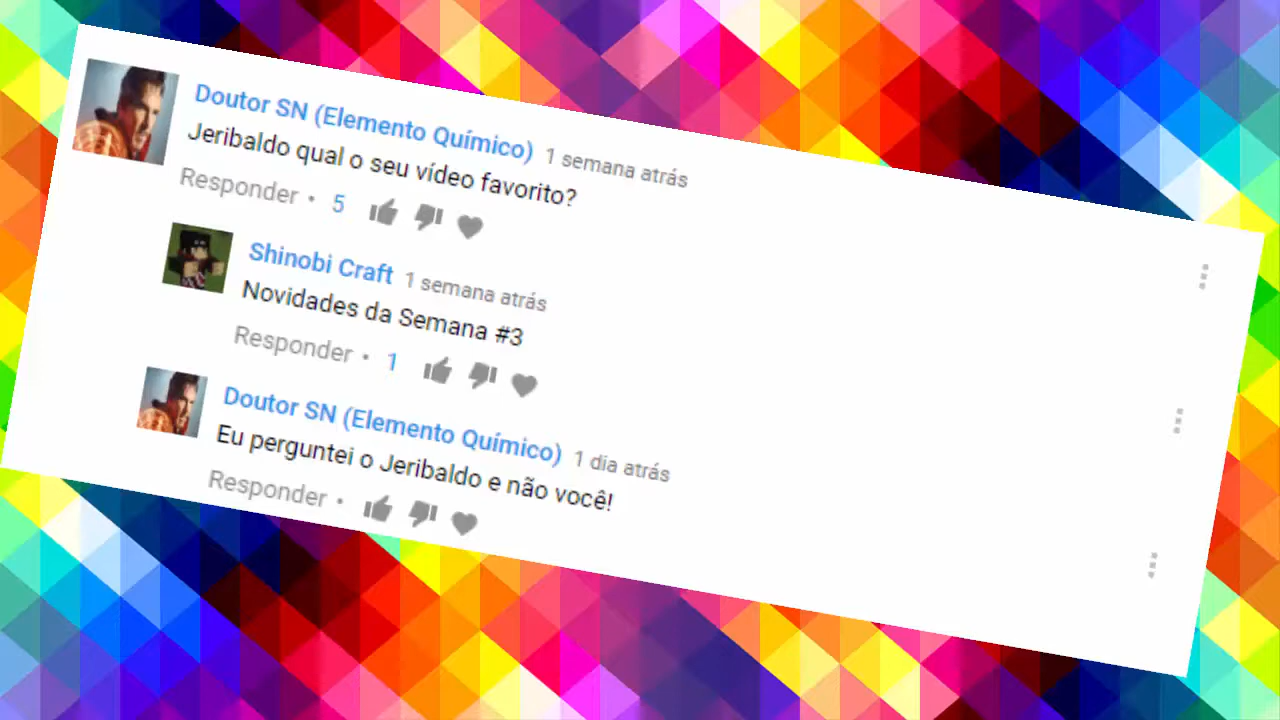 Doutor SN (Elemento Químico) 1 semana atrás
Jeribaldo qual o seu vídeo favorito?
Responder • 5
Shinobi Craft 1 semana atrás
Novidades da Semana #3
Responder • 1
Doutor SN (Elemento Químico) 1 dia atrás
Eu perguntei o Jeribaldo e não você!
Responder •